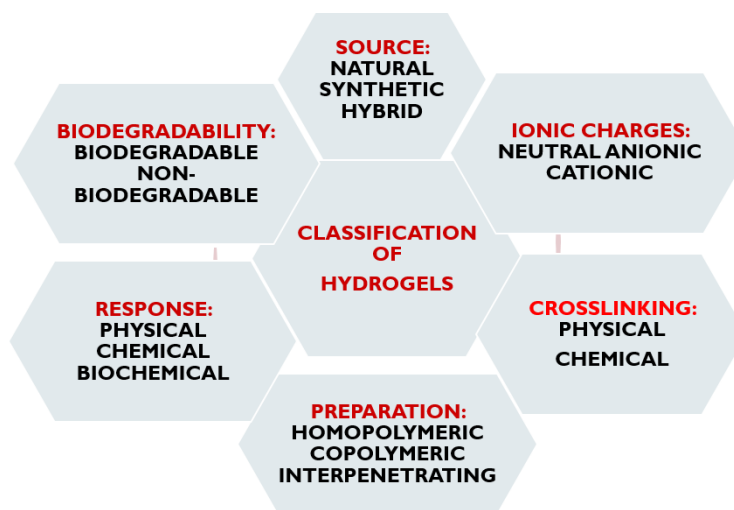 SOURCE:
NATURAL
SYNTHETIC
HYBRID
BIODEGRADABILITY:
BIODEGRADABLE
NON-
BIODEGRADABLE
IONIC CHARGES:
NEUTRAL ANIONIC
CATIONIC
CLASSIFICATION
OF
HYDROGELS
RESPONSE:
PHYSICAL
CHEMICAL
BIOCHEMICAL
CROSSLINKING:
PHYSICAL
CHEMICAL
PREPARATION:
HOMOPOLYMERIC
COPOLYMERIC
INTERPENETRATING